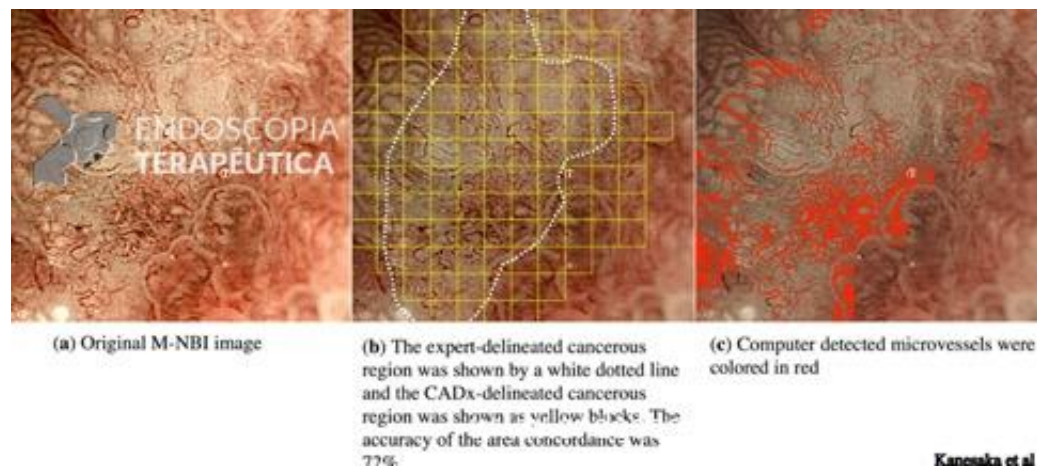 ENDOSCOPIA
TERAPÊUTICA
(a) Original M-NBI image
(b) The expert-delineated cancerous
region was shown by a white dotted line
and the CADx-delineated cancerous
region was shown as yellow blocks. The
accuracy of the area concordance was
72%
(c) Computer detected microvessels were
colored in red
Kanesaka et al